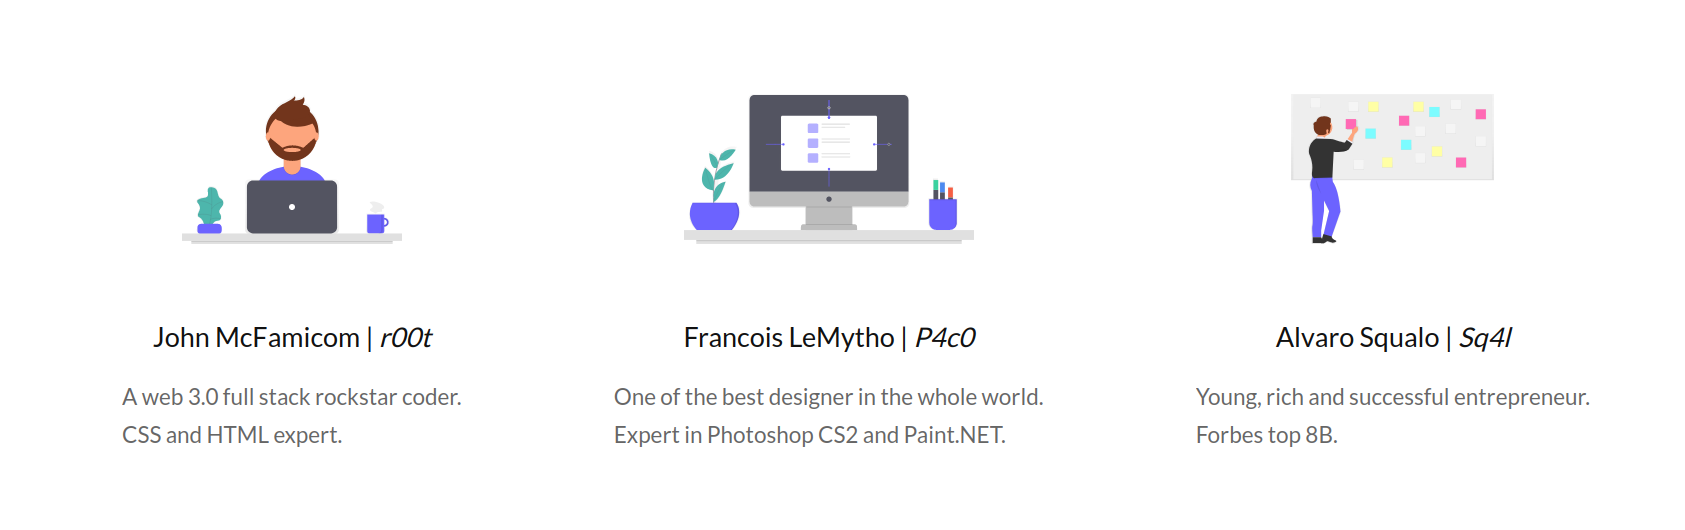 John McFamicom | r00t
A web 3.0 full stack rockstar coder.
CSS and HTML expert.
Francois LeMytho | P4c0
One of the best designer in the whole world.
Expert in Photoshop CS2 and Paint.NET.
Alvaro Squalo | Sq4l
Young, rich and successful entrepreneur.
Forbes top 8B.